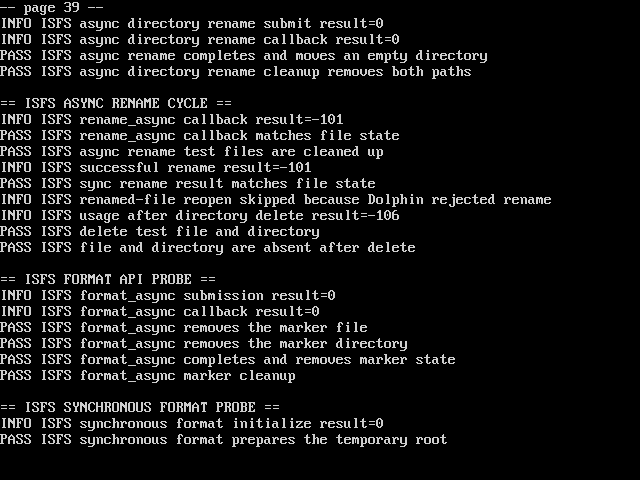 -- page 39 --
INFO ISFS async directory rename submit result=0
INFO ISFS async directory rename callback result=0
PASS ISFS async rename completes and moves an empty directory
PASS ISFS async directory rename cleanup removes both paths
== ISFS ASYNC RENAME CYCLE ==
INFO ISFS rename_async callback result=-101
PASS ISFS rename_async callback matches file state
PASS ISFS async rename test files are cleaned up
INFO ISFS successful rename result=-101
PASS ISFS sync rename result matches file state
INFO ISFS renamed-file reopen skipped because Dolphin rejected rename
INFO ISFS usage after directory delete result=-106
PASS ISFS delete test file and directory
PASS ISFS file and directory are absent after delete
== ISFS FORMAT API PROBE ==
INFO ISFS format_async submission result=0
INFO ISFS format_async callback result=0
PASS ISFS format_async removes the marker file
PASS ISFS format_async removes the marker directory
PASS ISFS format_async completes and removes marker state
PASS ISFS format_async marker cleanup
== ISFS SYNCHRONOUS FORMAT PROBE ==
INFO ISFS synchronous format initialize result=0
PASS ISFS synchronous format prepares the temporary root